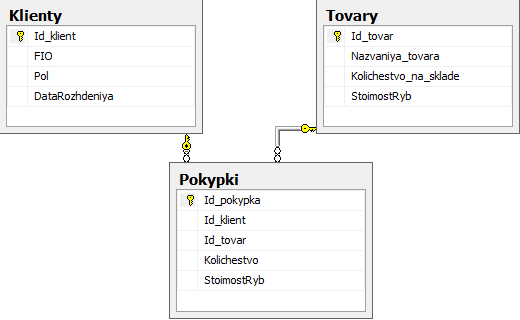 Klienty
Id_klient
FIO
Pol
DataRozhdeniya
Tovary
Id_tovar
Nazvaniya_tovara
Kolichestvo_na_sklade
StoimostRyb
Pokypki
Id_pokypka
Id_klient
Id_tovar
Kolichestvo
StoimostRyb